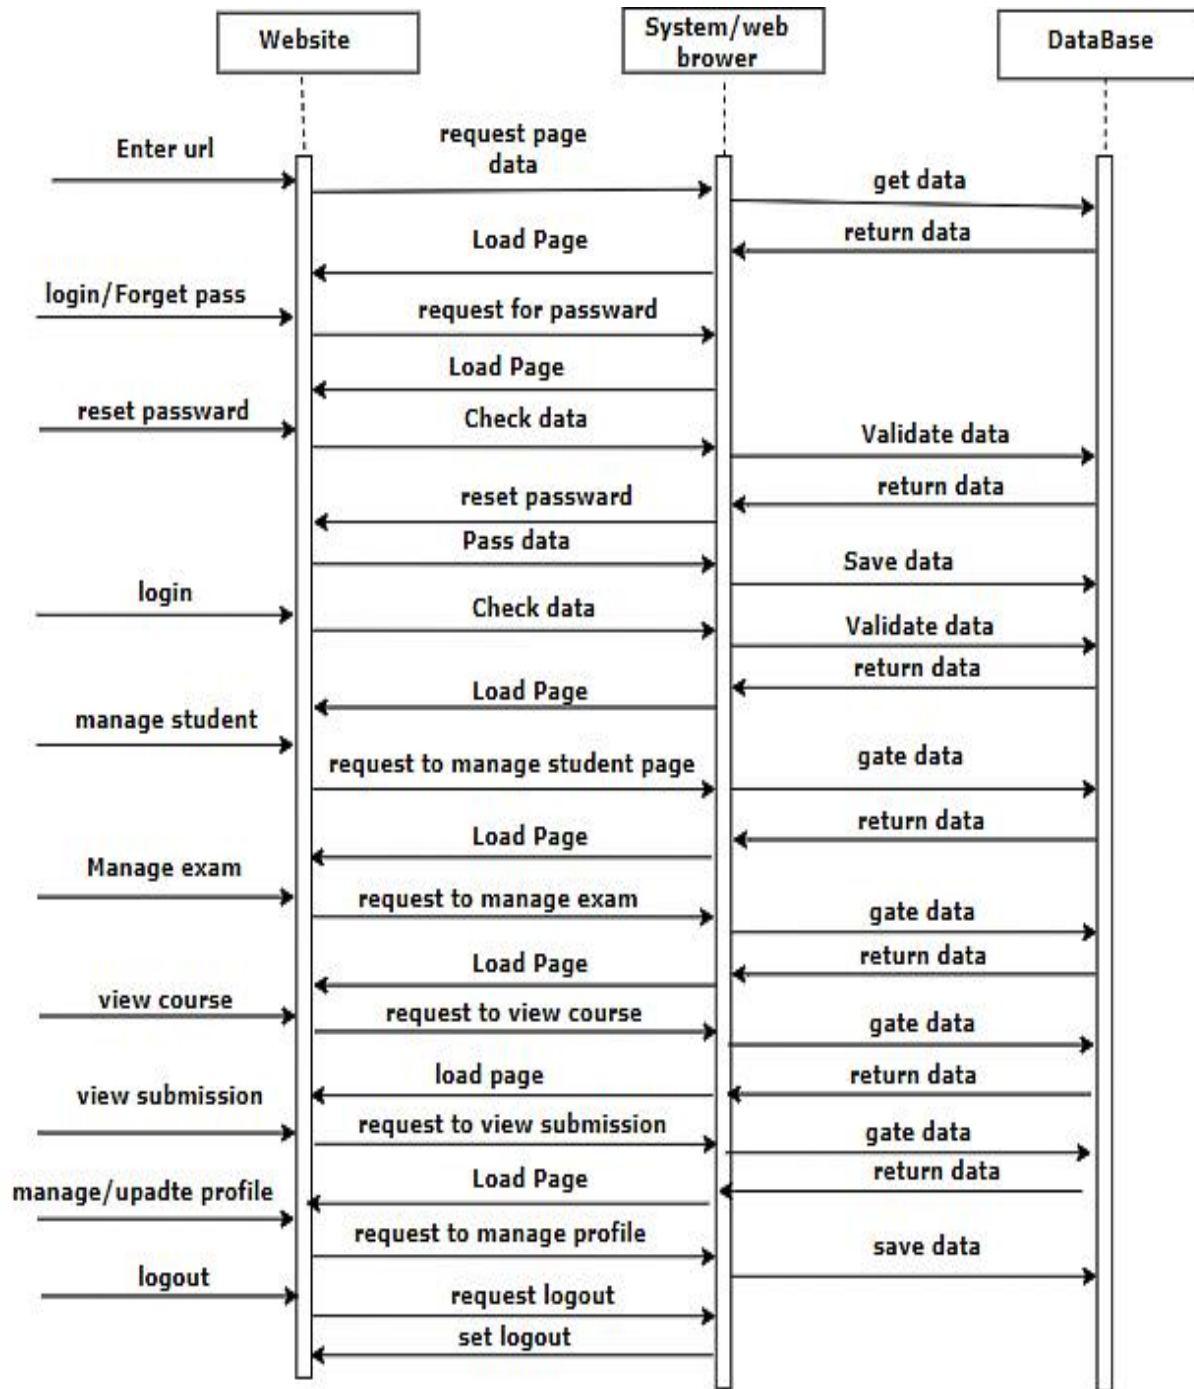 Website
System/web
brower
DataBase
Enter url
request page
data
get data
return data
Load Page
login/Forget pass
request for passward
Load Page
reset passward
Check data
Validate data
return data
reset passward
Pass data
Save data
login
Check data
Validate data
return data
Load Page
manage student
request to manage student page
gate data
return data
Load Page
Manage exam
request to manage exam
gate data
return data
Load Page
view course
request to view course
gate data
return data
load page
view submission
request to view submission
gate data
return data
Load Page
manage/upadte profile
request to manage profile
save data
logout
request logout
set logout